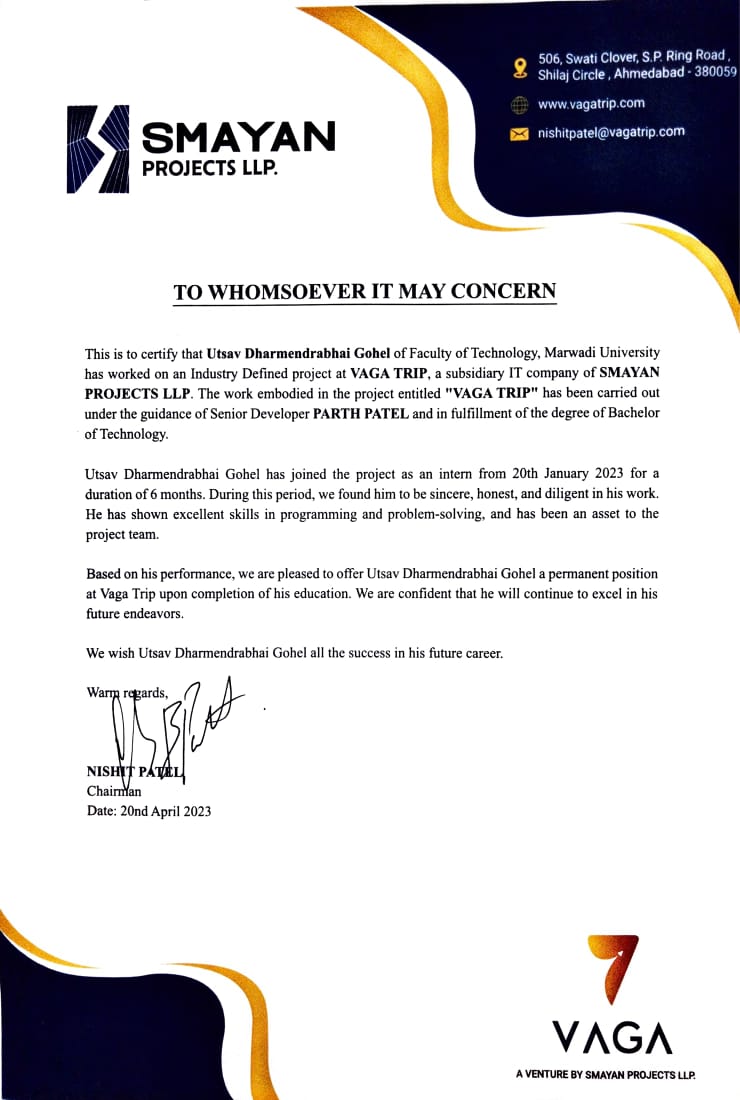 506, Swati Clover, S.P. Ring Road ,
Shilaj Circle , Ahmedabad - 380059
www.vagatrip.com
nishitpatel@vagatrip.com
SMAYAN
PROJECTS LLP.
TO WHOMSOEVER IT MAY CONCERN
This is to certify that Utsav Dharmendrabhai Gohel of Faculty of Technology, Marwadi University
has worked on an Industry Defined project at VAGA TRIP, a subsidiary IT company of SMAYAN
PROJECTS LLP. The work embodied in the project entitled "VAGA TRIP" has been carried out
under the guidance of Senior Developer PARTH PATEL and in fulfillment of the degree of Bachelor
of Technology.
Utsav Dharmendrabhai Gohel has joined the project as an intern from 20th January 2023 for a
duration of 6 months. During this period, we found him to be sincere, honest, and diligent in his work.
He has shown excellent skills in programming and problem-solving, and has been an asset to the
project team.
Based on his performance, we are pleased to offer Utsav Dharmendrabhai Gohel a permanent position
at Vaga Trip upon completion of his education. We are confident that he will continue to excel in his
future endeavors.
We wish Utsav Dharmendrabhai Gohel all the success in his future career.
Warm regards,
NISHIT PATEL
Chairman
Date: 20nd April 2023
VAGA
A VENTURE BY SMAYAN PROJECTS LLP.